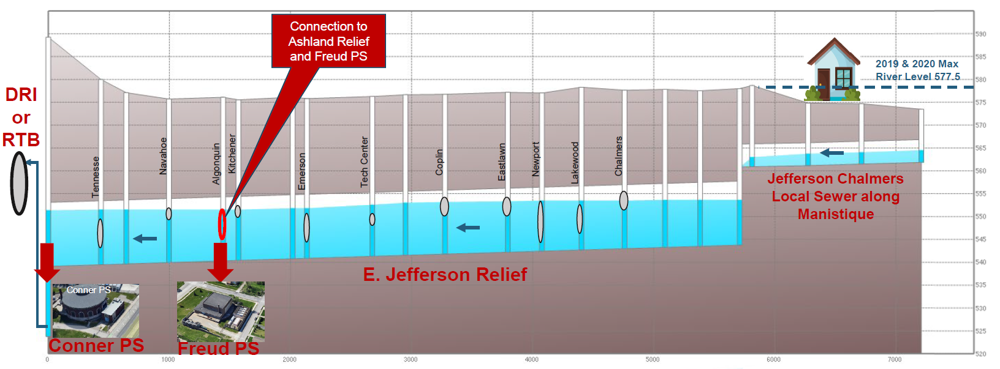 Connection to
Ashland Relief
and Freud PS
2019 & 2020 Max
River Level 577.5
DRI
or
RTB
Tennesse
Navahoe
Algonquin
Kitchener
Emerson
Tech Center
Coplin
Eastlawn
Newport
Lakewood
Chalmers
Jefferson Chalmers
Local Sewer along
Manistique
E. Jefferson Relief
Conner PS
Conner PS
Freud PS
590
585
580
575
570
565
560
555
550
545
540
535
530
525
520
0
1000
2000
3000
4000
5000
6000
7000